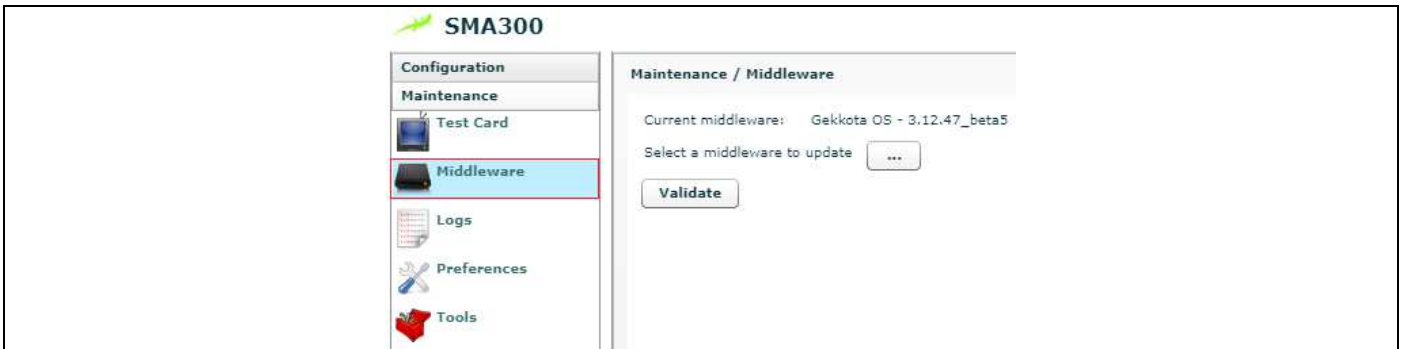 SMA300
Configuration
Maintenance
Test Card
Middleware
Logs
Preferences
Tools
Maintenance / Middleware
Current middleware: Gekkota OS - 3.12.47_beta5
Select a middleware to update ...
Validate